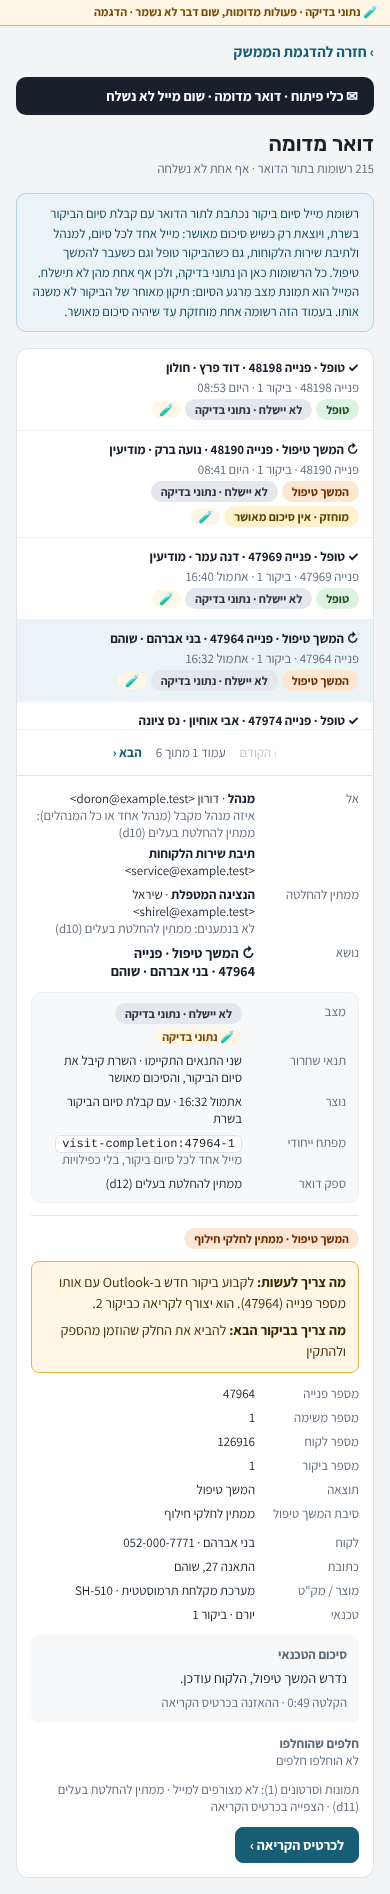 🧪 נתוני בדיקה · פעולות מדומות, שום דבר לא נשמר · הדגמה
‹ חזרה להדגמת הממשק
✉ כלי פיתוח · דואר מדומה · שום מייל לא נשלח
דואר מדומה
215 רשומות בתור הדואר · אף אחת לא נשלחה
רשומת מייל סיום ביקור נכתבת לתור הדואר עם קבלת סיום הביקור
בשרת, ויוצאת רק כשיש סיכום מאושר: מייל אחד לכל סיום, למנהל
ולתיבת שירות הלקוחות, גם כשהביקור טופל וגם כשעבר להמשך
טיפול. כל הרשומות כאן הן נתוני בדיקה, ולכן אף אחת מהן לא תישלח.
המייל הוא תמונת מצב מרגע הסיום: תיקון מאוחר של הביקור לא משנה
אותו. בעמוד הזה רשומה אחת מוחזקת עד שיהיה סיכום מאושר.
✓ טופל · פנייה 48198 · דוד פרץ · חולון
פנייה 48198 · ביקור 1 · היום 08:53
טופל לא יישלח · נתוני בדיקה 🧪
↻ המשך טיפול · פנייה 48190 · נועה ברק · מודיעין
פנייה 48190 · ביקור 1 · היום 08:41
המשך טיפול לא יישלח · נתוני בדיקה
מוחזק · אין סיכום מאושר 🧪
✓ טופל · פנייה 47969 · דנה עמר · מודיעין
פנייה 47969 · ביקור 1 · אתמול 16:40
טופל לא יישלח · נתוני בדיקה 🧪
↻ המשך טיפול · פנייה 47964 · בני אברהם · שוהם
פנייה 47964 · ביקור 1 · אתמול 16:32
המשך טיפול לא יישלח · נתוני בדיקה 🧪
✓ טופל · פנייה 47974 · אבי אוחיון · נס ציונה
‹ הקודם עמוד 1 מתוך 6 הבא ›
אל מנהל · דורון <doron@example.test>
איזה מנהל מקבל (מנהל אחד או כל המנהלים):
ממתין להחלטת בעלים (d10)
תיבת שירות הלקוחות
<service@example.test>
ממתין להחלטה הנציגה המטפלת · שיראל
<shirel@example.test>
לא בנמענים: ממתין להחלטת בעלים (d10)
נושא ↻ המשך טיפול · פנייה
47964 · בני אברהם · שוהם
מצב לא יישלח · נתוני בדיקה
🧪 נתוני בדיקה
תנאי שחרור שני התנאים התקיימו · השרת קיבל את
סיום הביקור, והסיכום מאושר
נוצר אתמול 16:32 · עם קבלת סיום הביקור
בשרת
מפתח ייחודי visit-completion:47964-1
מייל אחד לכל סיום ביקור, בלי כפילויות
ספק דואר ממתין להחלטת בעלים (d12)
המשך טיפול · ממתין לחלקי חילוף
מה צריך לעשות: לקבוע ביקור חדש ב-Outlook עם אותו
מספר פנייה (47964). הוא יצורף לקריאה כביקור 2.
מה צריך בביקור הבא: להביא את החלק שהוזמן מהספק
ולהתקין
מספר פנייה 47964
מספר משימה 1
מספר לקוח 126916
מספר ביקור 1
תוצאה המשך טיפול
סיבת המשך טיפול ממתין לחלקי חילוף
לקוח בני אברהם · 052-000-7771
כתובת התאנה 27, שוהם
מוצר / מק"ט מערכת מקלחת תרמוסטטית · SH-510
טכנאי יורם · ביקור 1
סיכום הטכנאי
נדרש המשך טיפול, הלקוח עודכן.
הקלטה 0:49 · ההאזנה בכרטיס הקריאה
חלפים שהוחלפו
לא הוחלפו חלפים
תמונות וסרטונים (1): לא מצורפים למייל · ממתין להחלטת בעלים
(d11) · הצפייה בכרטיס הקריאה
לכרטיס הקריאה ›